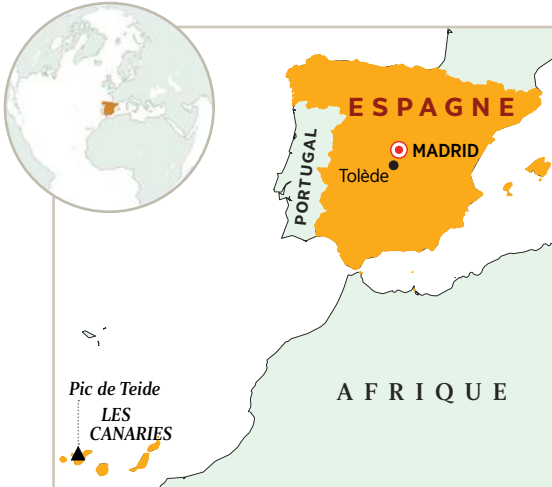 ESPAGNE
PORTUGAL
MADRID
Tolède
AFRIQUE
Pic de Teide
LES
CANARIES